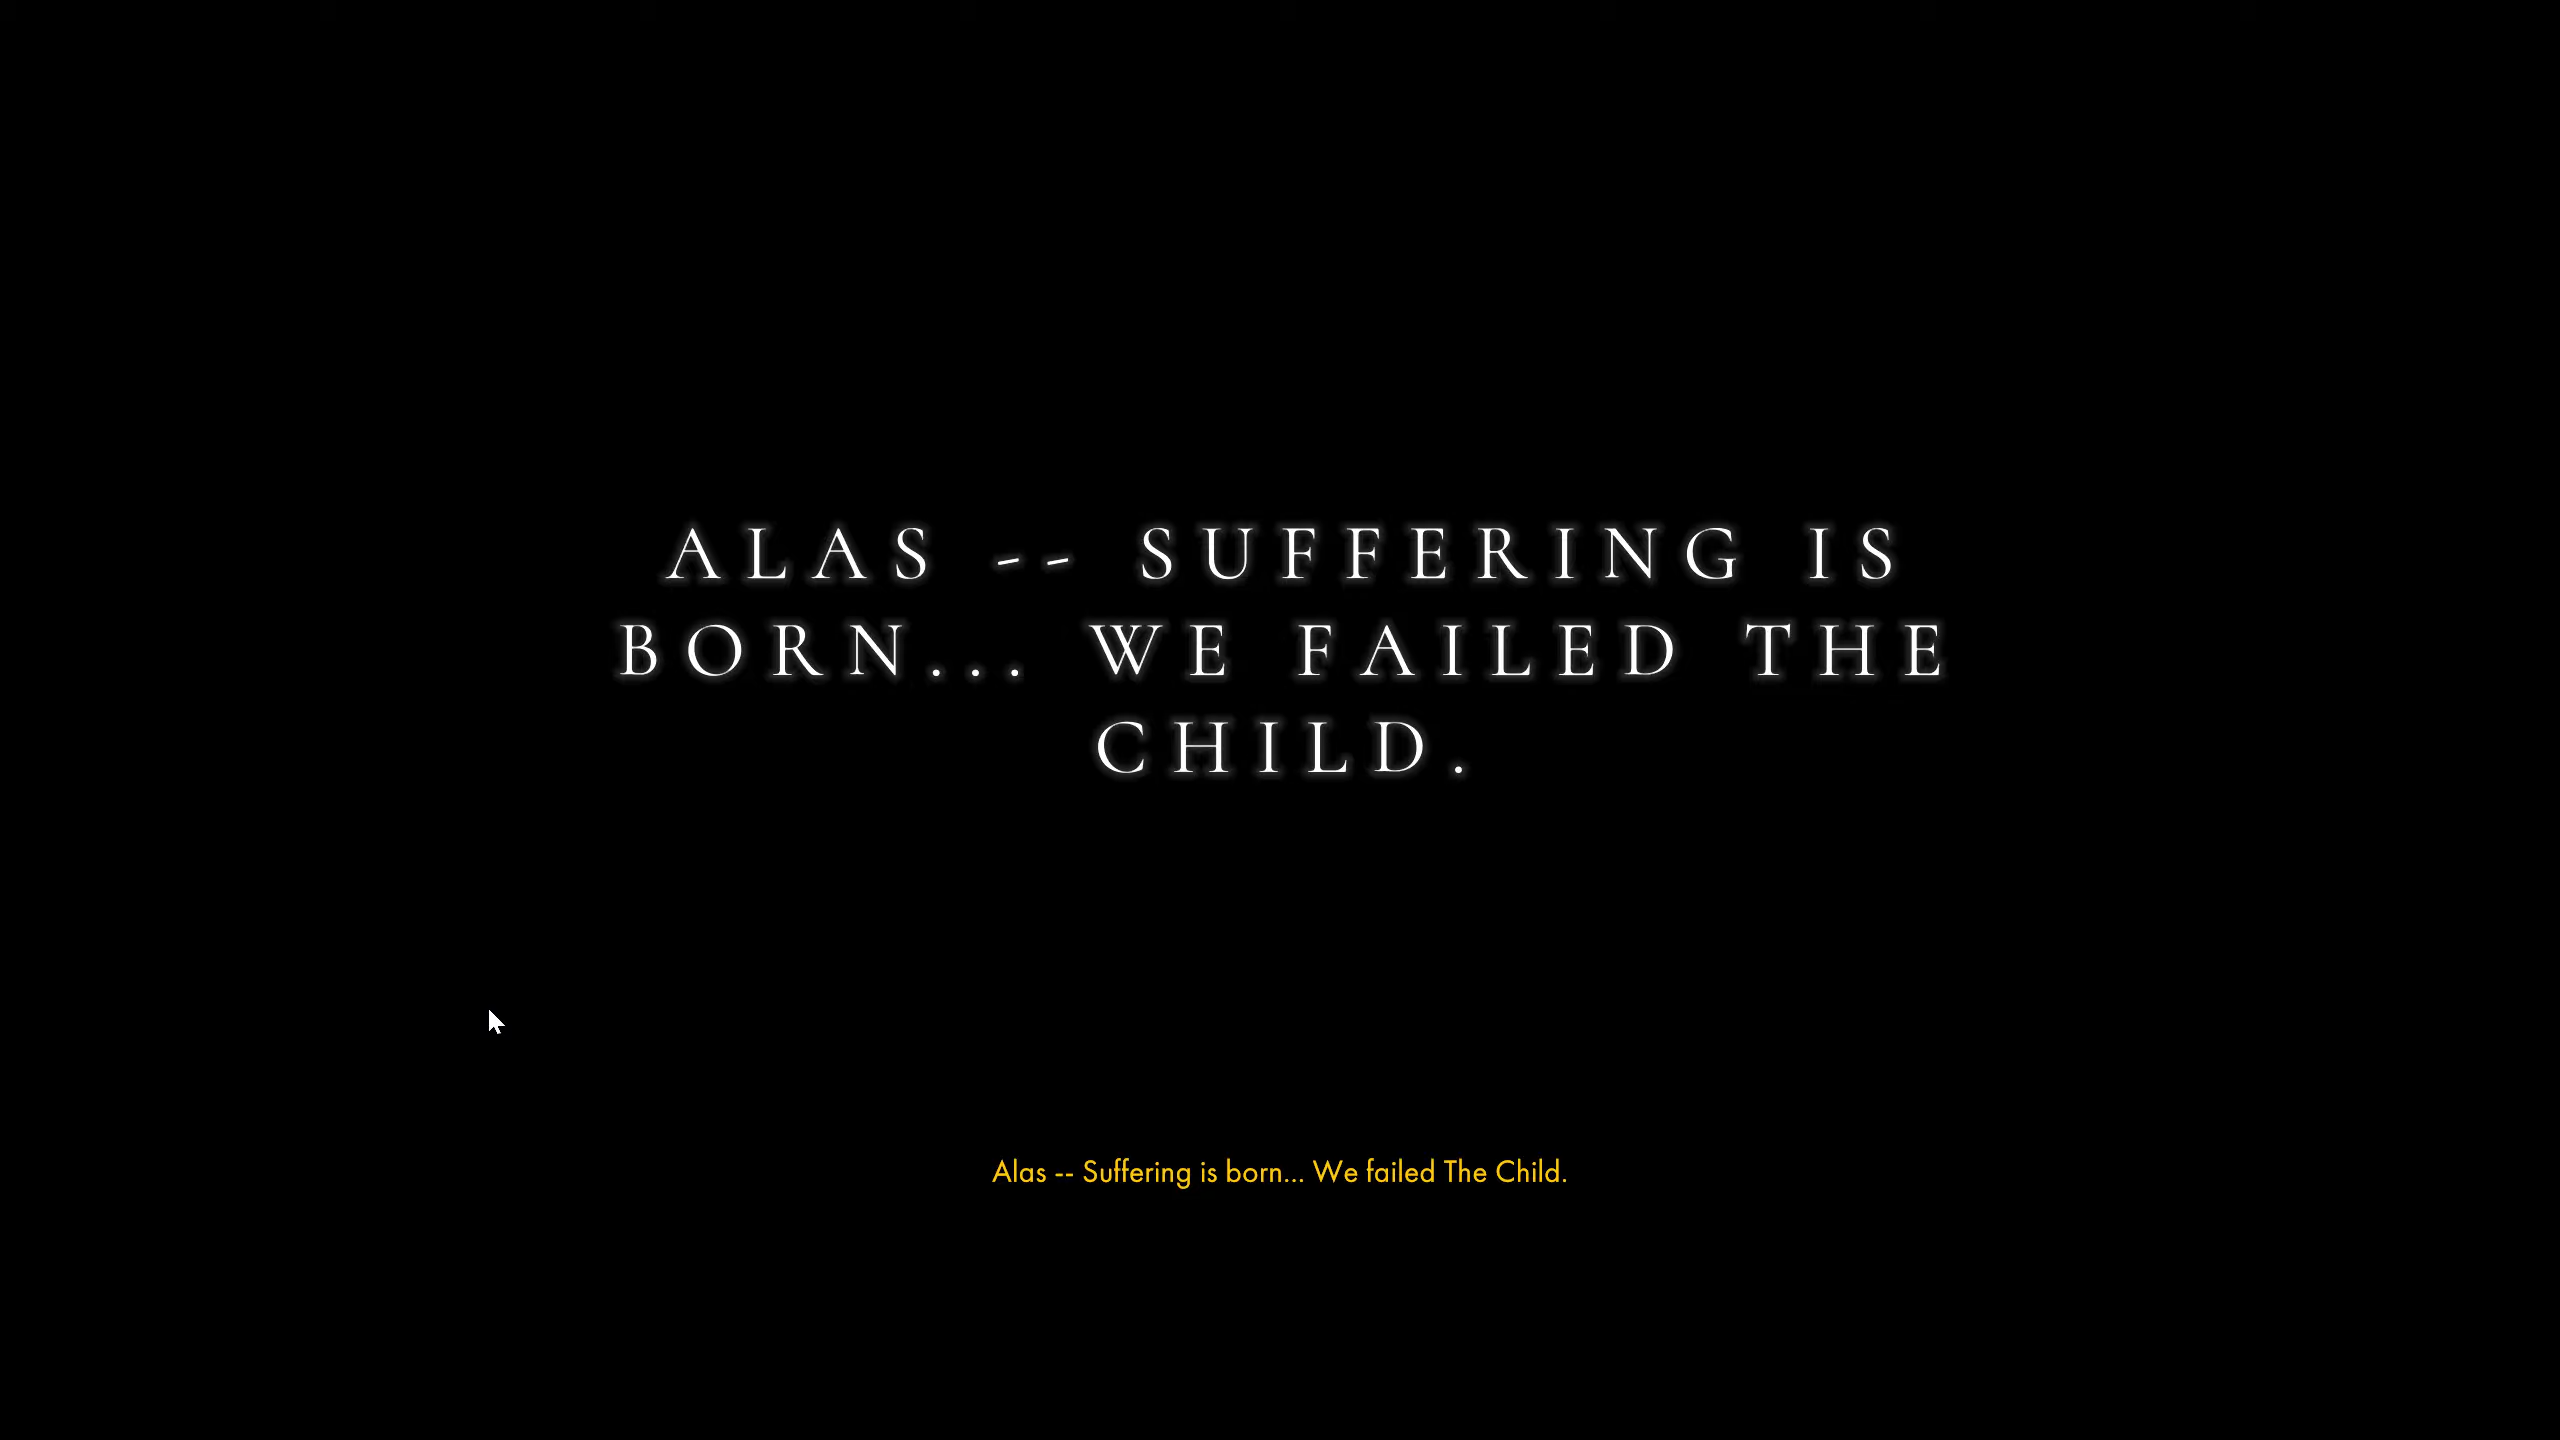 ALAS -- SUFFERING IS
BORN... WE FAILED THE
CHILD.
Alas -- Suffering is born... We failed The Child.